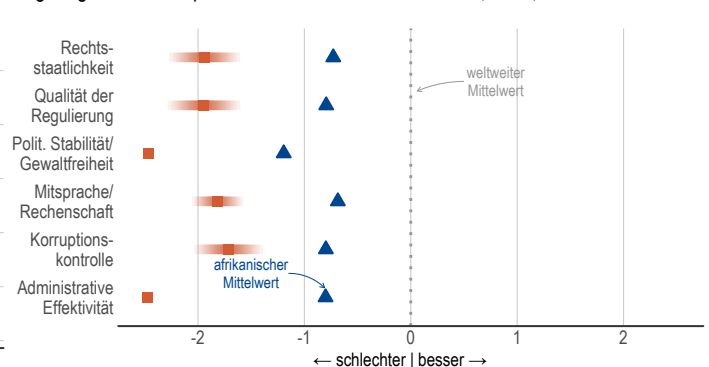 Rechts-
staatlichkeit
Qualität der
Regulierung
weltweiter
Mittelwert
Polit. Stabilität/
Gewaltfreiheit
Mitsprache/
Rechenschaft
Korruptions-
kontrolle
afrikanischer
Mittelwert
Administrative
Effektivität
-2 -1 0 1 2
← schlechter | besser →